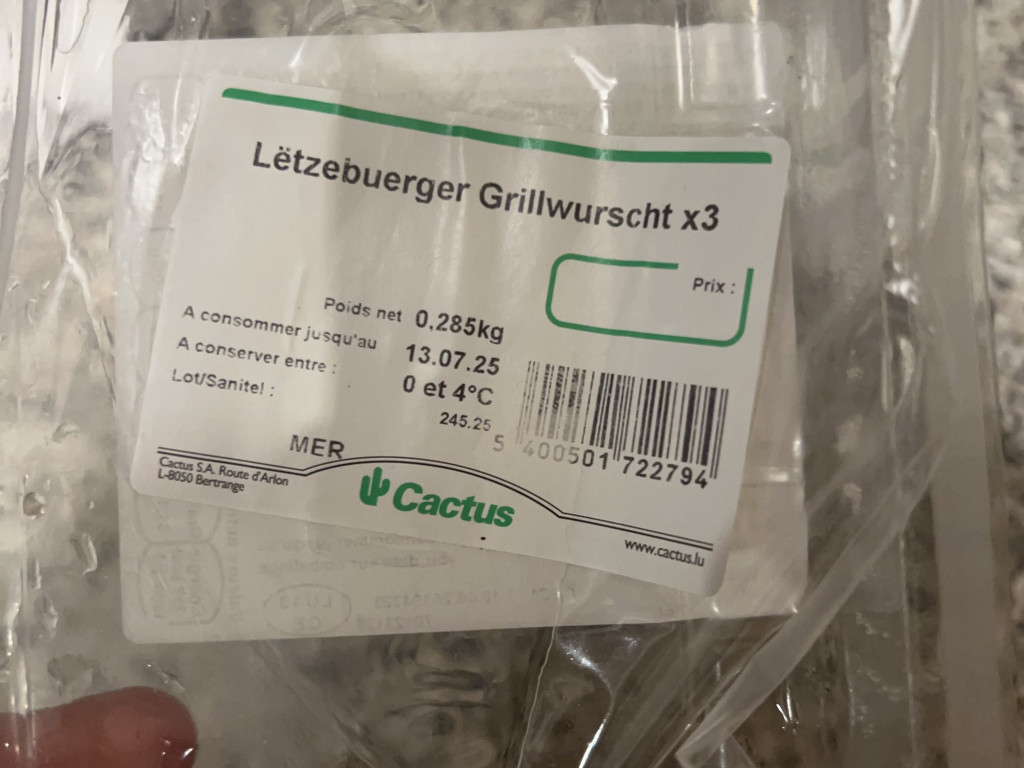 Lëtzebuerger Grillwurscht x3
Prix :
Poids net 0,285kg
A consommer jusqu'au 13.07.25
A conserver entre : 0 et 4°C
Lot/Sanitel : 245.25
5 400501 722794
MER
Cactus S.A. Route d'Arlon
L-8050 Bertrange
Cactus
www.cactus.lu